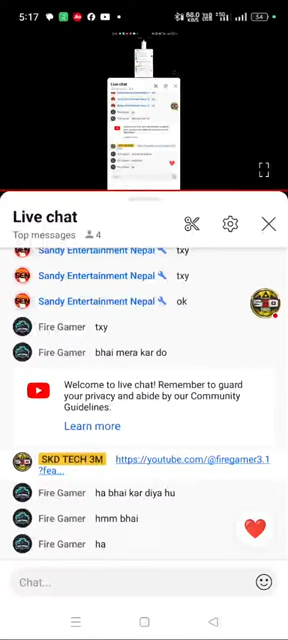 5:17
54
Live chat
Top messages 4
Sandy Entertainment Nepal txy
Sandy Entertainment Nepal txy
Sandy Entertainment Nepal ok
Fire Gamer txy
Fire Gamer bhai mera kar do
Welcome to live chat! Remember to guard
your privacy and abide by our Community
Guidelines.
Learn more
SKD TECH 3M https://youtube.com/@firegamer3.1
?fea...
Fire Gamer ha bhai kar diya hu
Fire Gamer hmm bhai
Fire Gamer ha
Chat...